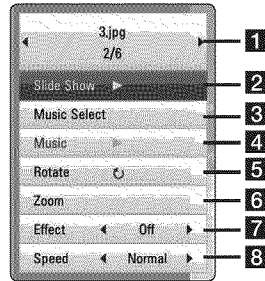 3.jpg
1
2/6
Slide Show
2
Music Select
3
Music
4
Rotate
5
Zoom
6
Effect Off
7
Speed Normal
8